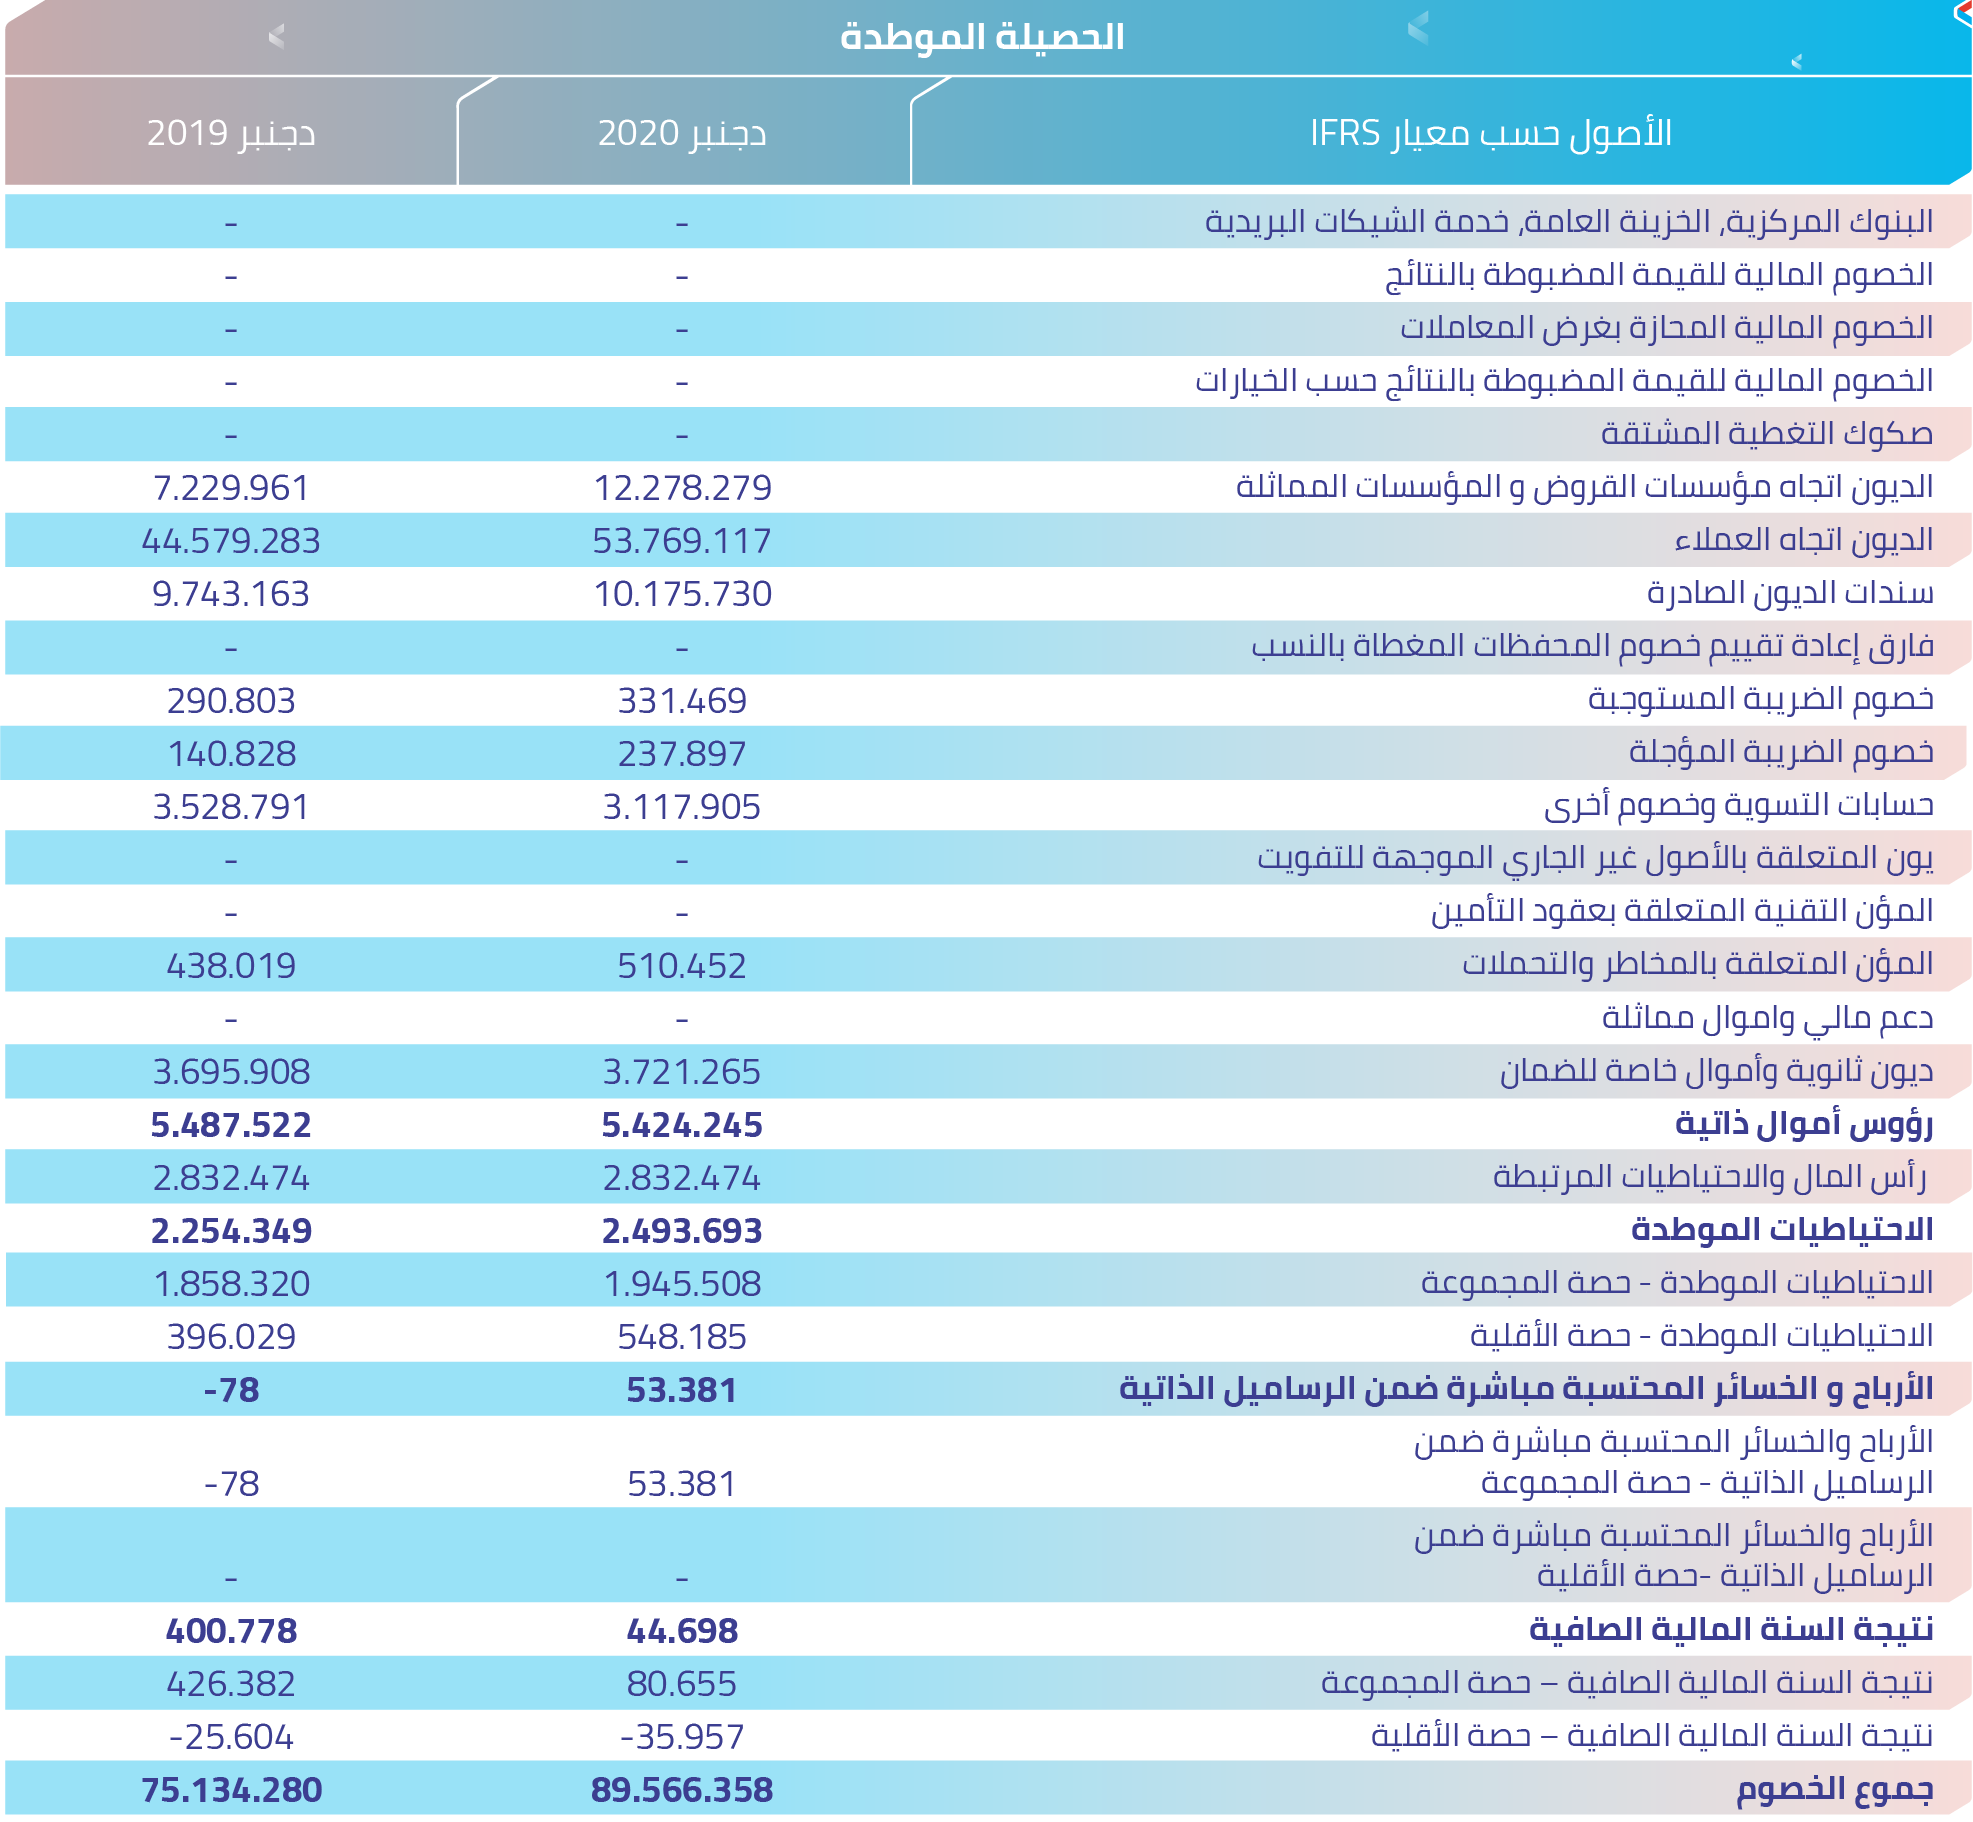 الحصيلة الموطدة
الأصول حسب معيار IFRS دجنبر 2020 دجنبر 2019
البنوك المركزية, الخزينة العامة, خدمة الشيكات البريدية - -
الخصوم المالية للقيمة المضبوطة بالنتائج - -
الخصوم المالية المحازة بغرض المعاملات - -
الخصوم المالية للقيمة المضبوطة بالنتائج حسب الخيارات - -
صكوك التغطية المشتقة - -
الديون اتجاه مؤسسات القروض و المؤسسات المماثلة 12.278.279 7.229.961
الديون اتجاه العملاء 53.769.117 44.579.283
سندات الديون الصادرة 10.175.730 9.743.163
فارق إعادة تقييم خصوم المحفظات المغطاة بالنسب - -
خصوم الضريبة المستوجبة 331.469 290.803
خصوم الضريبة المؤجلة 237.897 140.828
حسابات التسوية وخصوم أخرى 3.117.905 3.528.791
يون المتعلقة بالأصول غير الجاري الموجهة للتفويت - -
المؤن التقنية المتعلقة بعقود التأمين - -
المؤن المتعلقة بالمخاطر والتحملات 510.452 438.019
دعم مالي واموال مماثلة - -
ديون ثانوية وأموال خاصة للضمان 3.721.265 3.695.908
رؤوس أموال ذاتية 5.424.245 5.487.522
رأس المال والاحتياطيات المرتبطة 2.832.474 2.832.474
الاحتياطيات الموطدة 2.493.693 2.254.349
الاحتياطيات الموطدة - حصة المجموعة 1.945.508 1.858.320
الاحتياطيات الموطدة - حصة الأقلية 548.185 396.029
الأرباح و الخسائر المحتسبة مباشرة ضمن الرساميل الذاتية 53.381 -78
الأرباح والخسائر المحتسبة مباشرة ضمن
الرساميل الذاتية - حصة المجموعة 53.381 -78
الأرباح والخسائر المحتسبة مباشرة ضمن
الرساميل الذاتية -حصة الأقلية - -
نتيجة السنة المالية الصافية 44.698 400.778
نتيجة السنة المالية الصافية – حصة المجموعة 80.655 426.382
نتيجة السنة المالية الصافية – حصة الأقلية -35.957 -25.604
جموع الخصوم 89.566.358 75.134.280